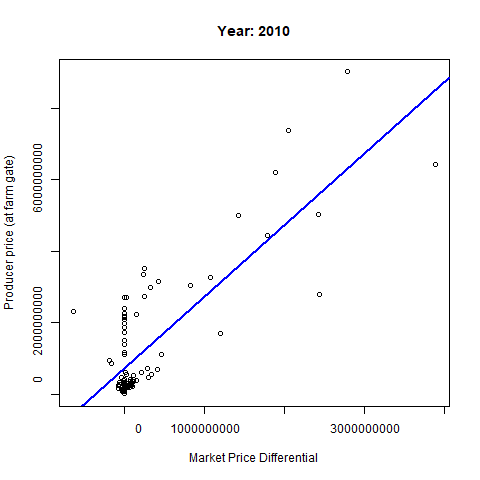 Year: 2010
Producer price (at farm gate)
6000000000
2000000000
0
0 1000000000 3000000000
Market Price Differential